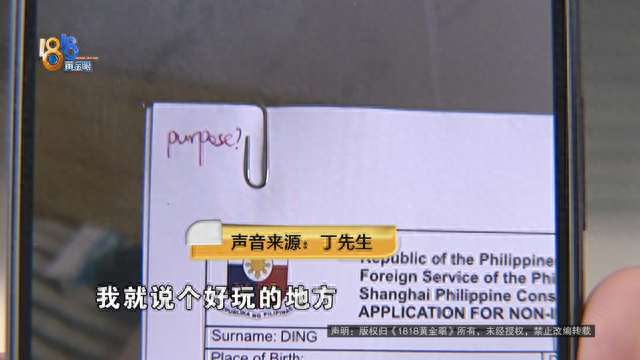 1818
黄金眼
purpose?
声音来源：丁先生
Republic of the Philippine
Foreign Service of the Phi
Shanghai Philippine Cons
APPLICATION FOR NON-I
我就说个好玩的地方
声明：版权归《1818黄金眼》所有，未经授权，禁止改编转载
Surname: DING
Place of Birth: